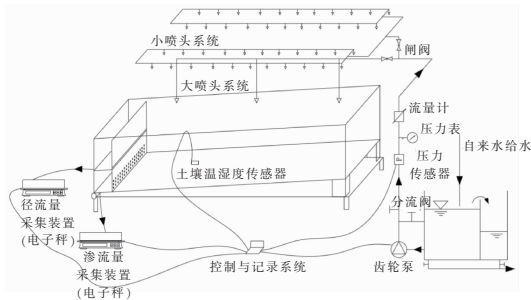 小喷头系统
闸阀
大喷头系统
流量计
压力表
自来水给水
压力
传感器
土壤温湿度传感器
分流阀
径流量
采集装置
(电子秤)
渗流量
采集装置
(电子秤)
控制与记录系统
齿轮泵
P